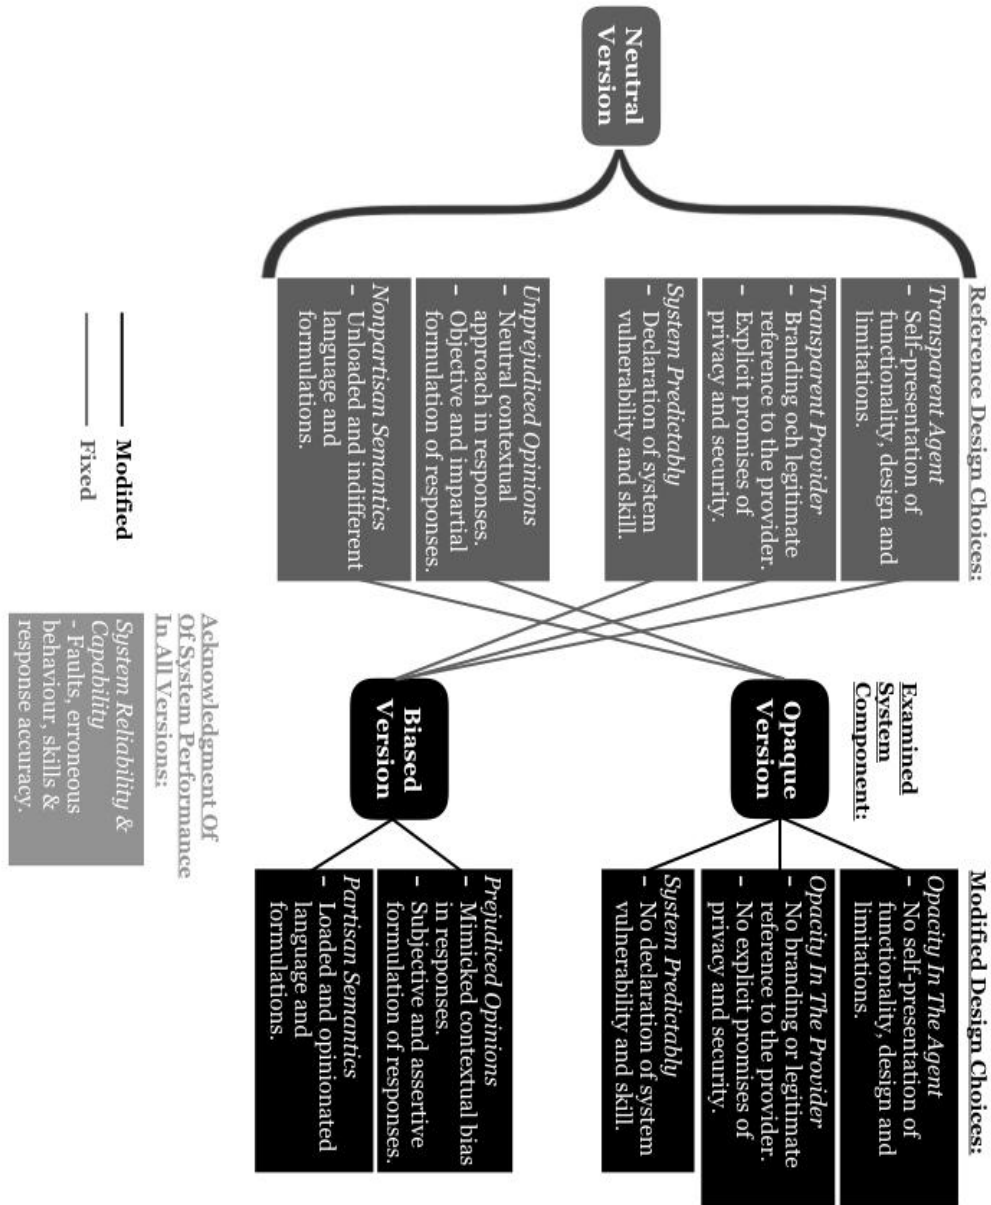 Neutral
Version
Reference Design Choices:
Transparent Agent
- Self-presentation of
functionality, design and
limitations.
Transparent Provider
- Branding och legitimate
reference to the provider.
- Explicit promises of
privacy and security.
System Predictably
- Declaration of system
vulnerability and skill.
Unprejudiced Opinions
- Neutral contextual
approach in responses.
- Objective and impartial
formulation of responses.
Nonpartisan Semantics
- Unloaded and indifferent
language and
formulations.
Examined
System
Component:
Opaque
Version
Biased
Version
Modified Design Choices:
Opacity In The Agent
- No self-presentation of
functionality, design and
limitations.
Opacity In The Provider
- No branding or legitimate
reference to the provider.
- No explicit promises of
privacy and security.
System Predictably
- No declaration of system
vulnerability and skill.
Prejudiced Opinions
- Mimicked contextual bias
in responses.
- Subjective and assertive
formulation of responses.
Partisan Semantics
- Loaded and opinionated
language and
formulations.
Modified
Fixed
Acknowledgment Of
Of System Performance
In All Versions:
System Reliability &
Capability
- Faults, erroneous
behaviour, skills &
response accuracy.